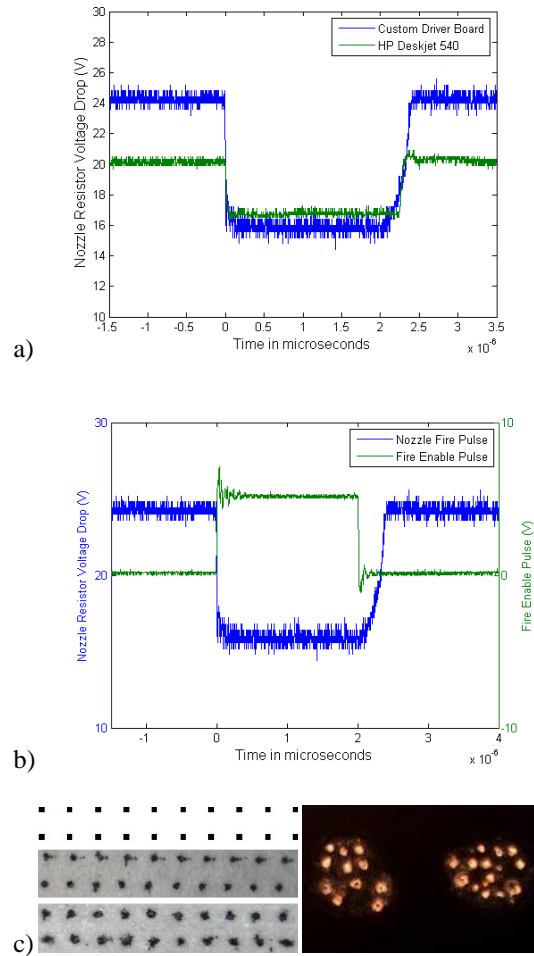 30
28
26
24
22
20
18
16
14
12
10
Nozzle Resistor Voltage Drop (V)
Custom Driver Board
HP Deskjet 540
-1.5 -1 -0.5 0 0.5 1 1.5 2 2.5 3 3.5
Time in microseconds
x 10-6
a)
30
20
10
Nozzle Resistor Voltage Drop (V)
Nozzle Fire Pulse
Fire Enable Pulse
10
0
-10
Fire Enable Pulse (V)
-1 0 1 2 3 4
Time in microseconds
x 10-6
b)
c)